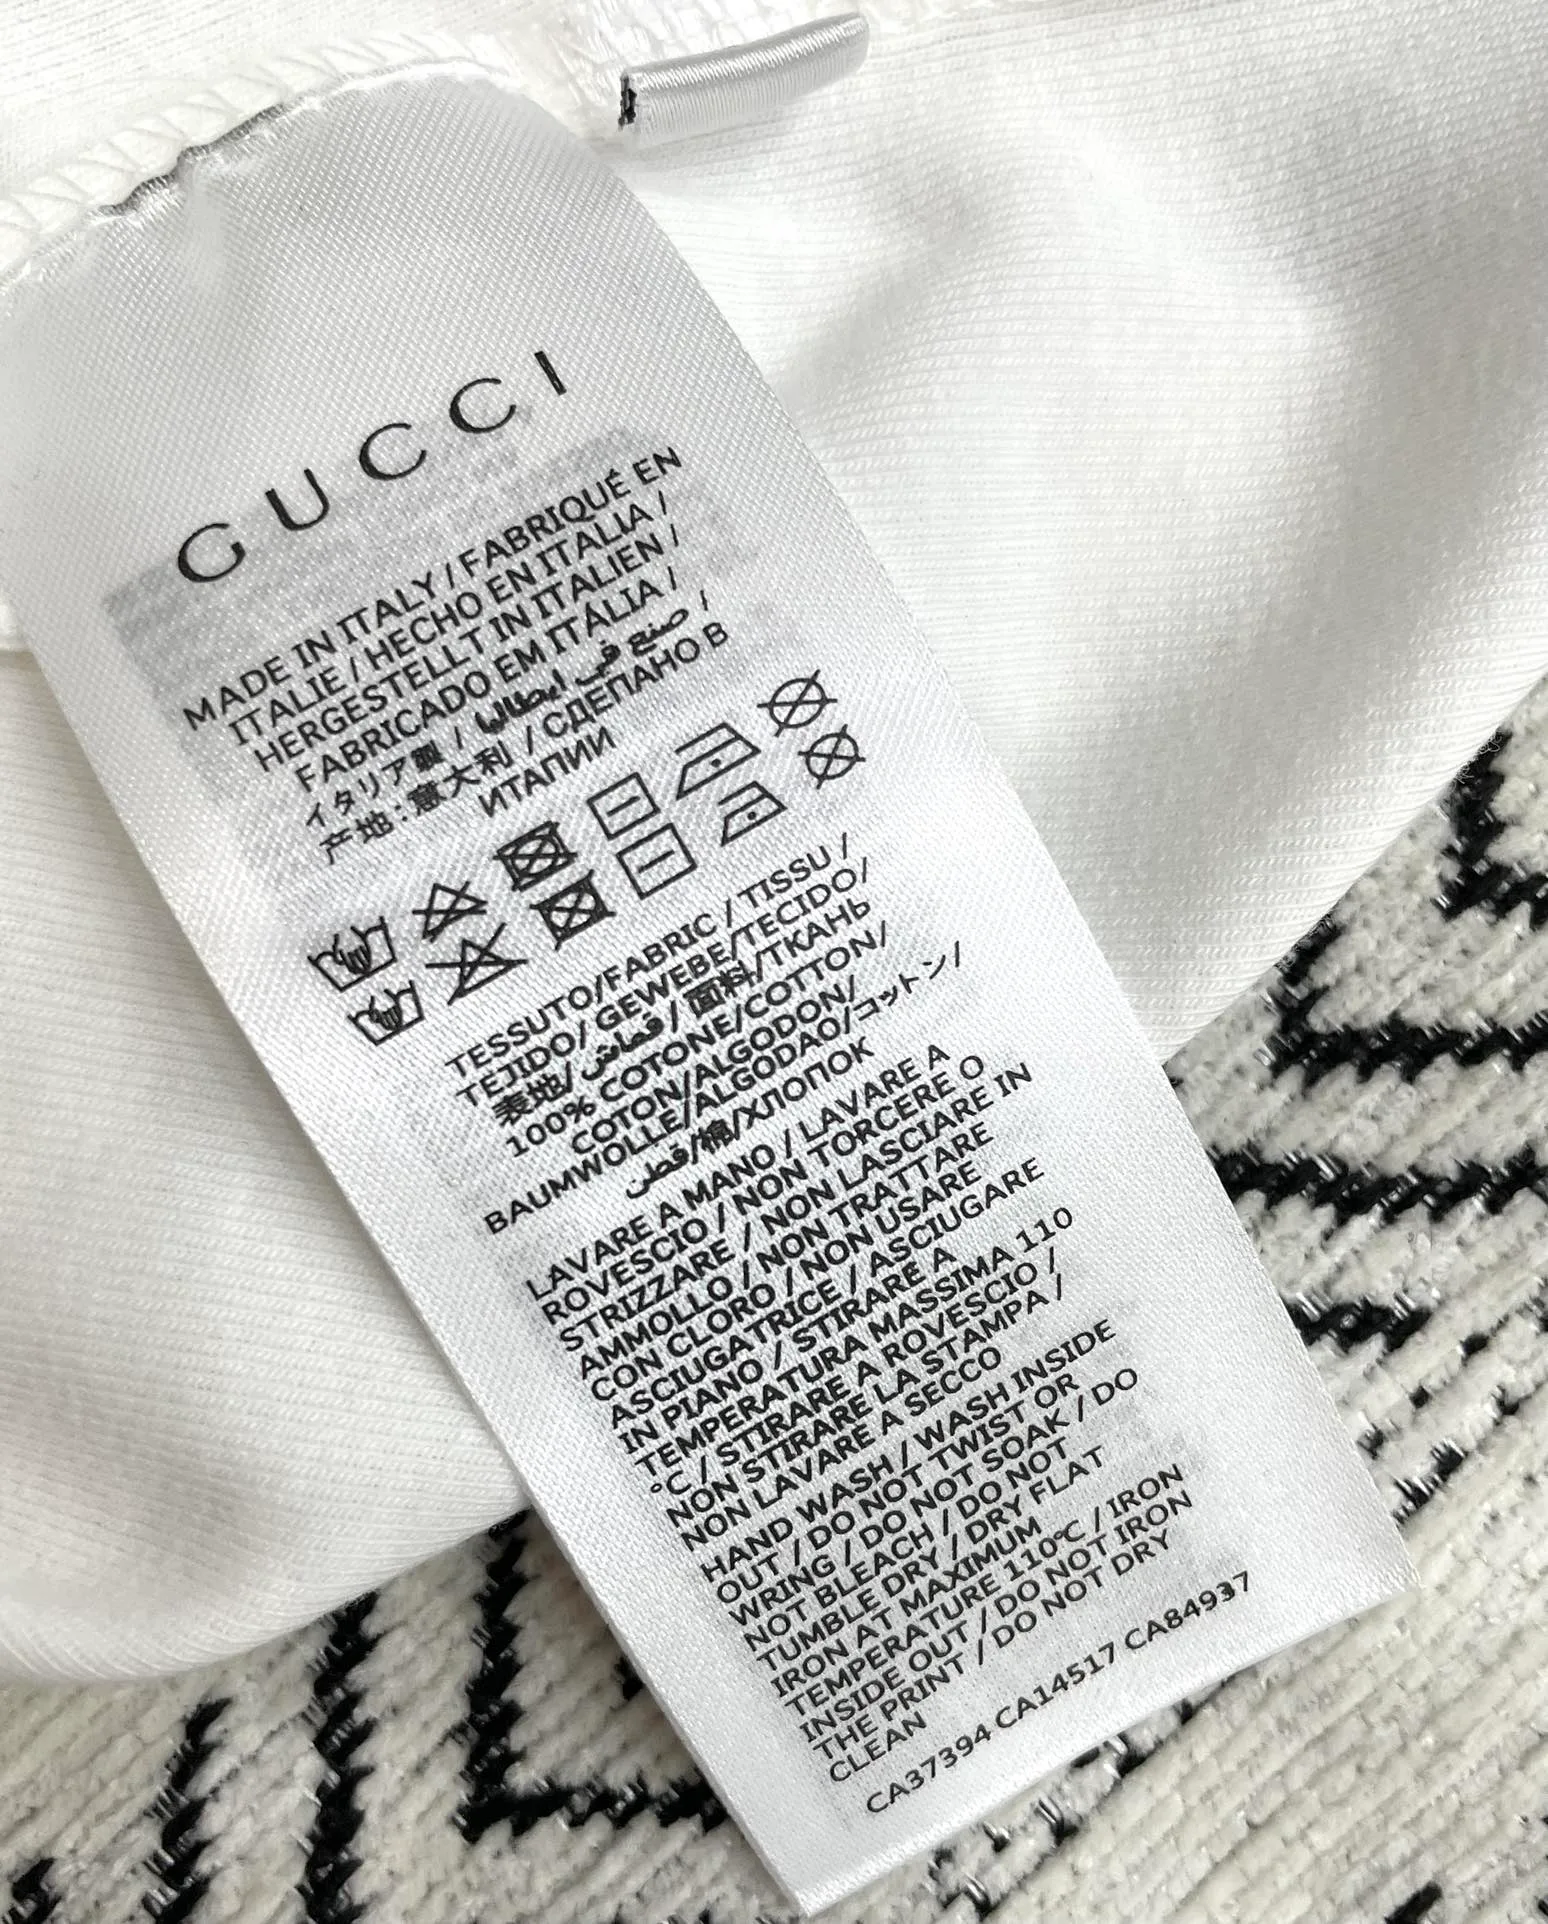 GUCCI
MADE IN ITALY / FABRIQUÉ EN
ITALIE / HECHO EN ITALIA /
HERGESTELLT IN ITALIEN /
FABRICADO EM ITÁLIA /
イタリア製 / صنع في ايطاليا /
产地:意大利 / СДЕПАНО В
ИТАПИИ
TESSUTO/FABRIC / TISSU /
TEJIDO/ GEWEBE/TECIDO/
表地/ قماش / 面料/ТКАНЬ
100% COTONE/COTTON/
COTON/ALGODON/
BAUMWOLLE/ALGODAO/コットン/
قطن/棉/ХЛОПОК
LAVARE A MANO / LAVARE A
ROVESCIO / NON TORCERE O
STRIZZARE / NON LASCIARE IN
AMMOLLO / NON TRATTARE
CON CLORO / NON USARE
ASCIUGATRICE / ASCIUGARE
IN PIANO / STIRARE A
TEMPERATURA MASSIMA 110
°C / STIRARE A ROVESCIO /
NON STIRARE LA STAMPA /
NON LAVARE A SECCO
HAND WASH / WASH INSIDE
OUT / DO NOT TWIST OR
WRING / DO NOT SOAK / DO
NOT BLEACH / DO NOT
TUMBLE DRY / DRY FLAT
IRON AT MAXIMUM
TEMPERATURE 110℃ / IRON
INSIDE OUT / DO NOT IRON
THE PRINT / DO NOT DRY
CLEAN
CA37394 CA14517 CA84937